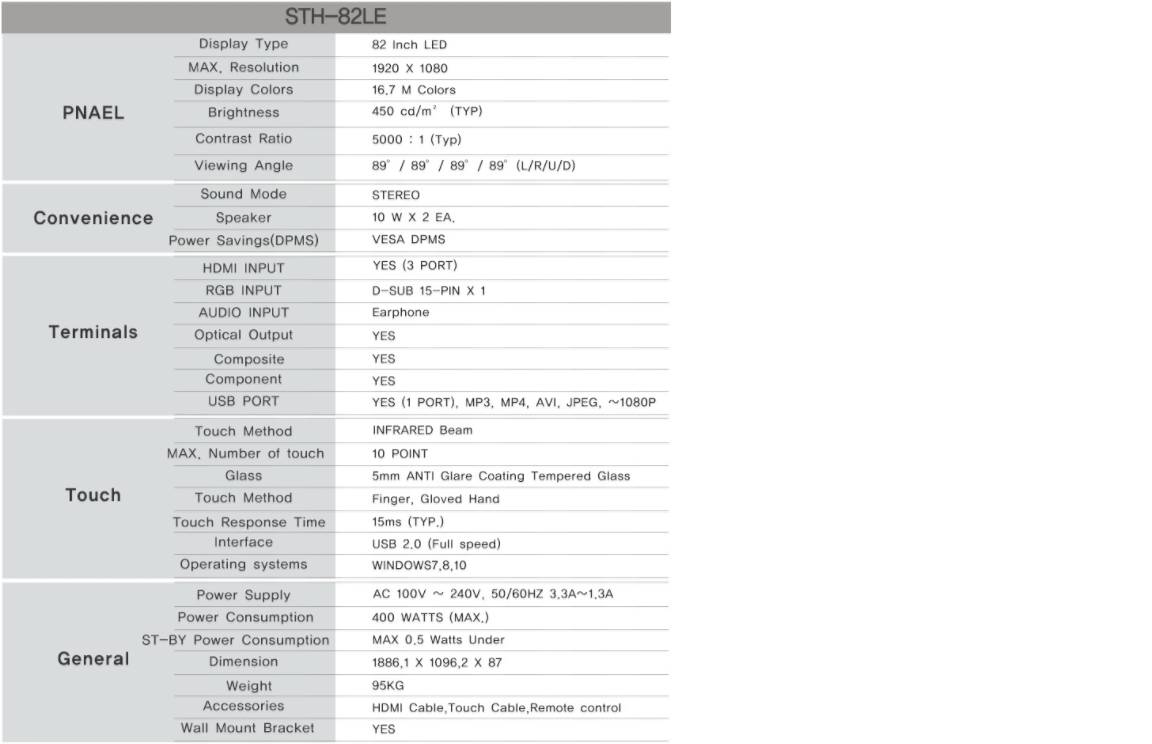 STH-82LE
PNAEL
Display Type 82 Inch LED
MAX. Resolution 1920 X 1080
Display Colors 16.7 M Colors
Brightness 450 cd/m² (TYP)
Contrast Ratio 5000 : 1 (Typ)
Viewing Angle 89° / 89° / 89° / 89° (L/R/U/D)
Convenience
Sound Mode STEREO
Speaker 10 W X 2 EA.
Power Savings(DPMS) VESA DPMS
Terminals
HDMI INPUT YES (3 PORT)
RGB INPUT D-SUB 15-PIN X 1
AUDIO INPUT Earphone
Optical Output YES
Composite YES
Component YES
USB PORT YES (1 PORT), MP3, MP4, AVI, JPEG, ~1080P
Touch
Touch Method INFRARED Beam
MAX. Number of touch 10 POINT
Glass 5mm ANTI Glare Coating Tempered Glass
Touch Method Finger, Gloved Hand
Touch Response Time 15ms (TYP.)
Interface USB 2.0 (Full speed)
Operating systems WINDOWS7,8,10
General
Power Supply AC 100V ~ 240V, 50/60HZ 3.3A~1.3A
Power Consumption 400 WATTS (MAX.)
ST-BY Power Consumption MAX 0.5 Watts Under
Dimension 1886.1 X 1096.2 X 87
Weight 95KG
Accessories HDMI Cable,Touch Cable,Remote control
Wall Mount Bracket YES